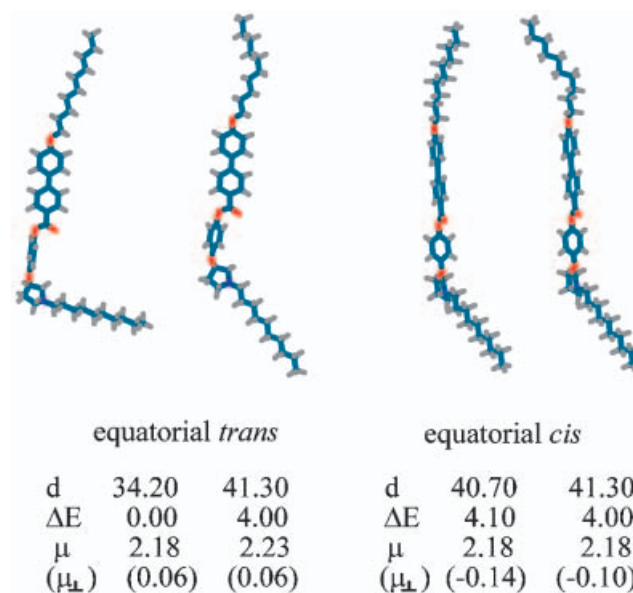 equatorial trans equatorial cis
d 34.20 41.30 d 40.70 41.30
ΔE 0.00 4.00 ΔE 4.10 4.00
μ 2.18 2.23 μ 2.18 2.18
(μ⊥) (0.06) (0.06) (μ⊥) (-0.14) (-0.10)